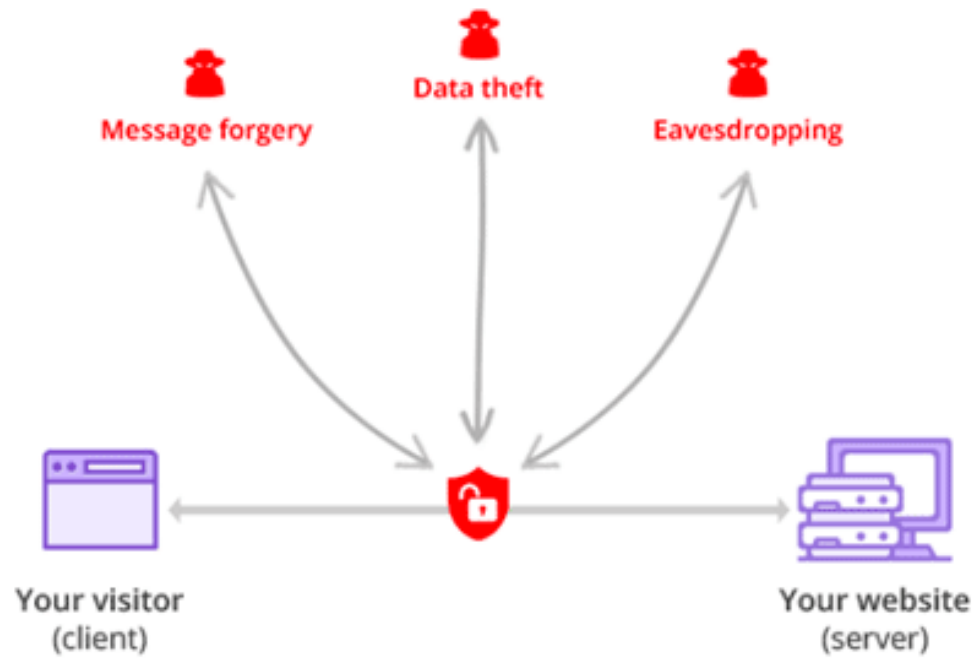 Data theft
Message forgery
Eavesdropping
Your visitor
(client)
Your website
(server)